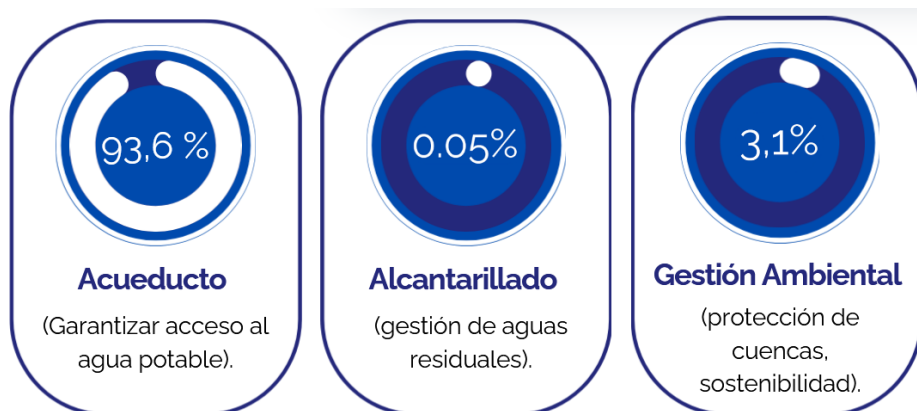 93,6 %
Acueducto
(Garantizar acceso al
agua potable).
0.05%
Alcantarillado
(gestión de aguas
residuales).
3,1%
Gestión Ambiental
(protección de
cuencas,
sostenibilidad).